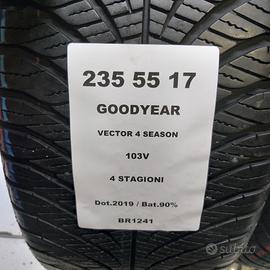 235 55 17
GOODYEAR
VECTOR 4 SEASON
103V
4 STAGIONI
Dot.2019 / Bat.90%
BR1241
subito